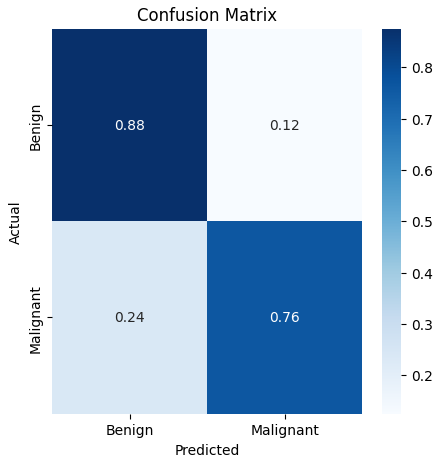 Confusion Matrix
Actual
Benign
0.88
0.12
Malignant
0.24
0.76
Benign
Malignant
Predicted
0.8
0.7
0.6
0.5
0.4
0.3
0.2